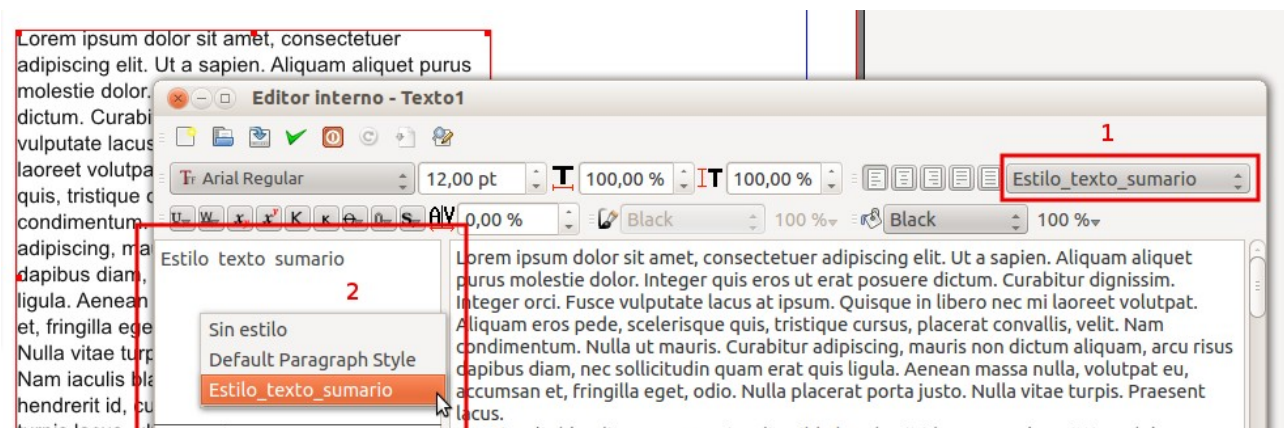 Lorem ipsum dolor sit amet, consectetuer
adipiscing elit. Ut a sapien. Aliquam aliquet purus
molestie dolor.
dictum. Curabi
vulputate lacus
laoreet volutpa
quis, tristique c
condimentum.
adipiscing, mau
dapibus diam,
ligula. Aenean
et, fringilla ege
Nulla vitae turp
Nam iaculis bla
hendrerit id, cu
Editor interno - Texto1
1
Arial Regular 12,00 pt 100,00 % 100,00 % Estilo_texto_sumario
0,00 % Black 100 % Black 100 %
Estilo texto sumario
2
Sin estilo
Default Paragraph Style
Estilo_texto_sumario
Lorem ipsum dolor sit amet, consectetuer adipiscing elit. Ut a sapien. Aliquam aliquet
purus molestie dolor. Integer quis eros ut erat posuere dictum. Curabitur dignissim.
Integer orci. Fusce vulputate lacus at ipsum. Quisque in libero nec mi laoreet volutpat.
Aliquam eros pede, scelerisque quis, tristique cursus, placerat convallis, velit. Nam
condimentum. Nulla ut mauris. Curabitur adipiscing, mauris non dictum aliquam, arcu risus
dapibus diam, nec sollicitudin quam erat quis ligula. Aenean massa nulla, volutpat eu,
accumsan et, fringilla eget, odio. Nulla placerat porta justo. Nulla vitae turpis. Praesent
lacus.